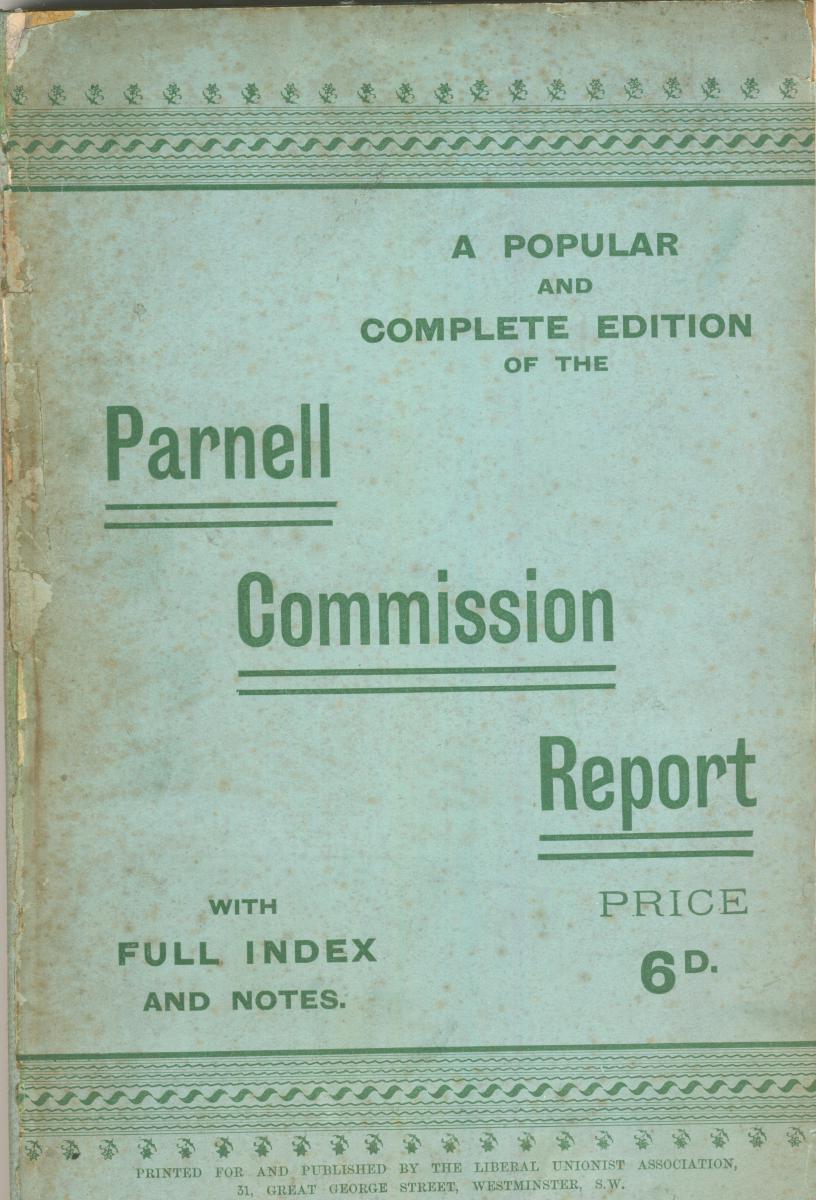 A POPULAR
AND
COMPLETE EDITION
OF THE
Parnell
Commission
Report
WITH
FULL INDEX
AND NOTES.
PRICE
6D.
PRINTED FOR AND PUBLISHED BY THE LIBERAL UNIONIST ASSOCIATION,
31, GREAT GEORGE STREET, WESTMINSTER, S.W.